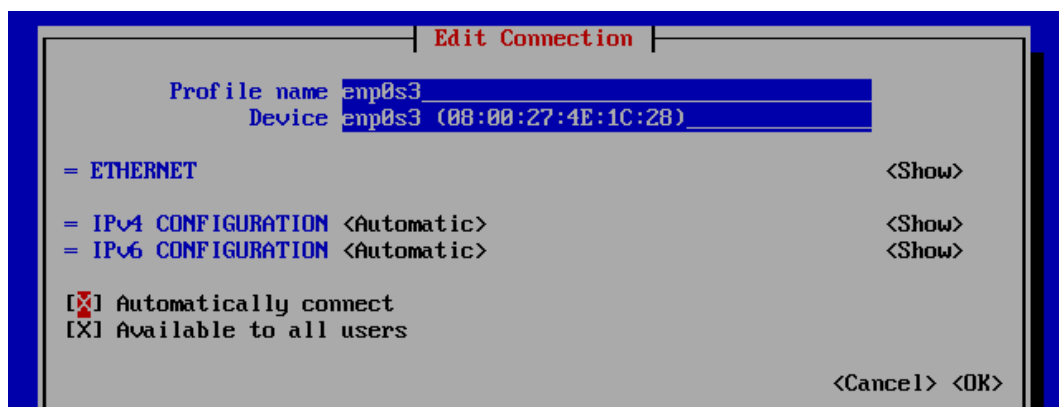 Edit Connection
Profile name enp0s3
Device enp0s3 (08:00:27:4E:1C:28)
= ETHERNET <Show>
= IPv4 CONFIGURATION <Automatic> <Show>
= IPv6 CONFIGURATION <Automatic> <Show>
[X] Automatically connect
[X] Available to all users
<Cancel> <OK>